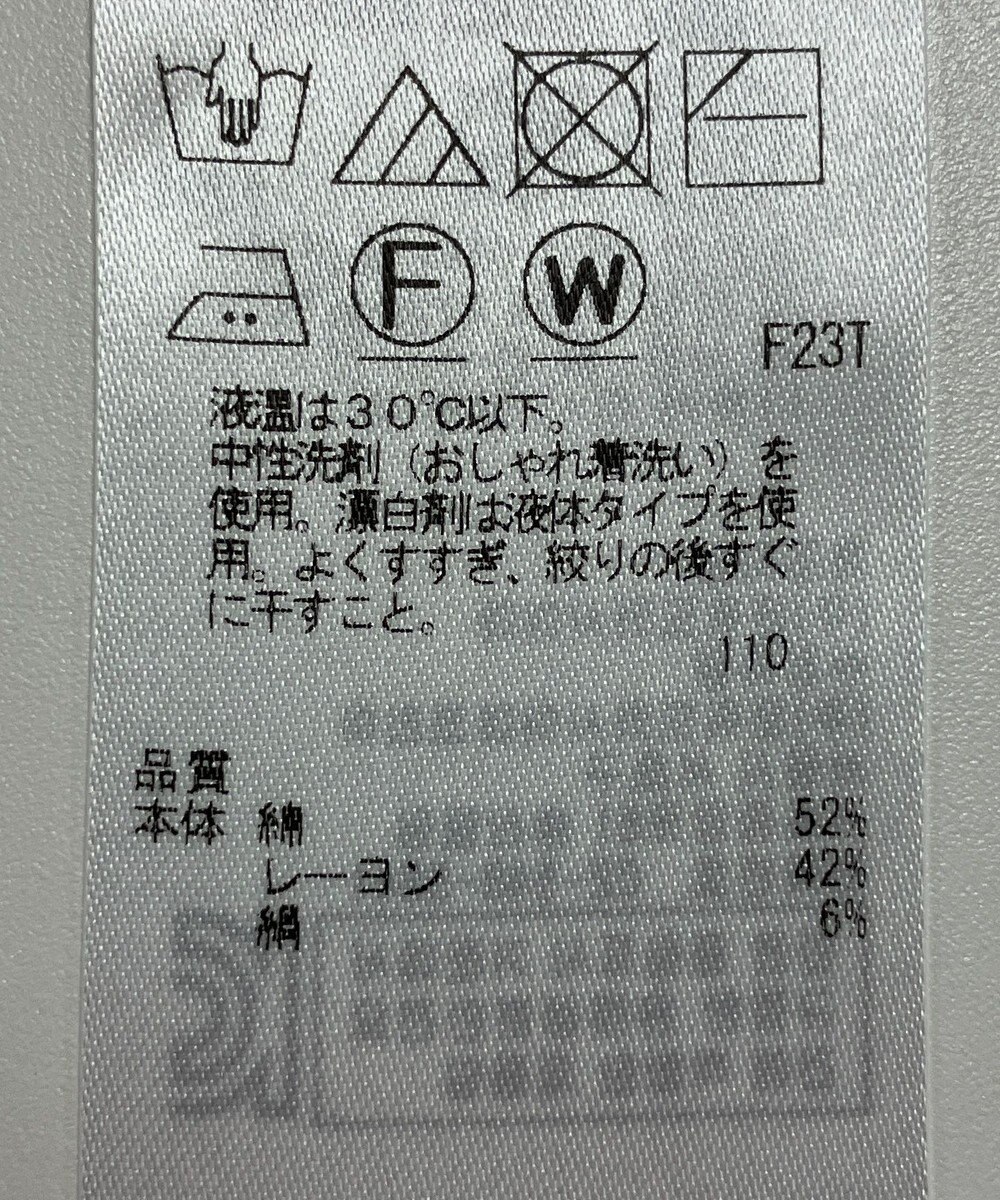 F
W
F23T
液温は30℃以下。
中性洗剤(おしゃれ着洗い)を
使用。漂白剤は液体タイプを使
用。よくすすぎ、絞りの後すぐ
に干すこと。
110
品質
本体 綿 52%
レーヨン 42%
絹 6%